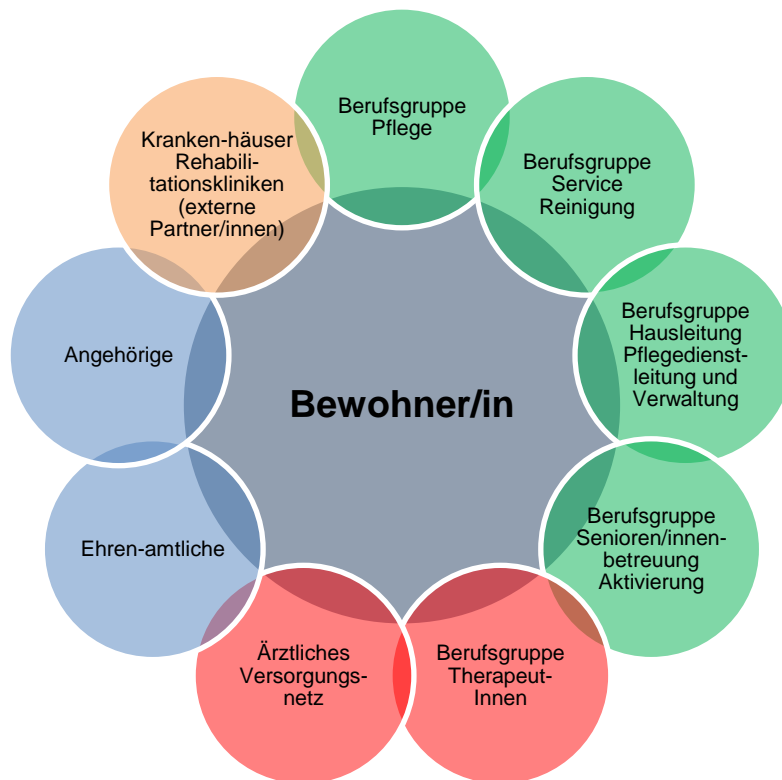 Berufsgruppe
Pflege
Berufsgruppe
Service
Reinigung
Berufsgruppe
Hausleitung
Pflegedienst-
leitung und
Verwaltung
Berufsgruppe
Senioren/innen-
betreuung
Aktivierung
Berufsgruppe
Therapeut-
Innen
Ärztliches
Versorgungs-
netz
Ehren-amtliche
Angehörige
Kranken-häuser
Rehabili-
tationskliniken
(externe
Partner/innen)
Bewohner/in